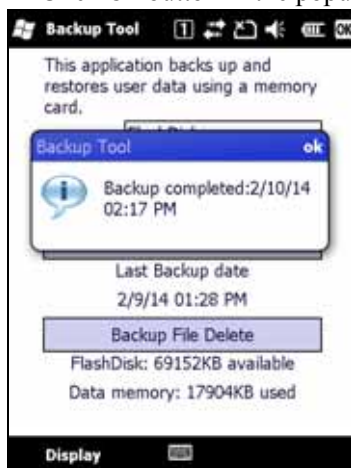 Backup Tool
1
OK
This application backs up and
restores user data using a memory
card.
Backup Tool
ok
Backup completed:2/10/14
02:17 PM
Last Backup date
2/9/14 01:28 PM
Backup File Delete
FlashDisk: 69152KB available
Data memory: 17904KB used
Display